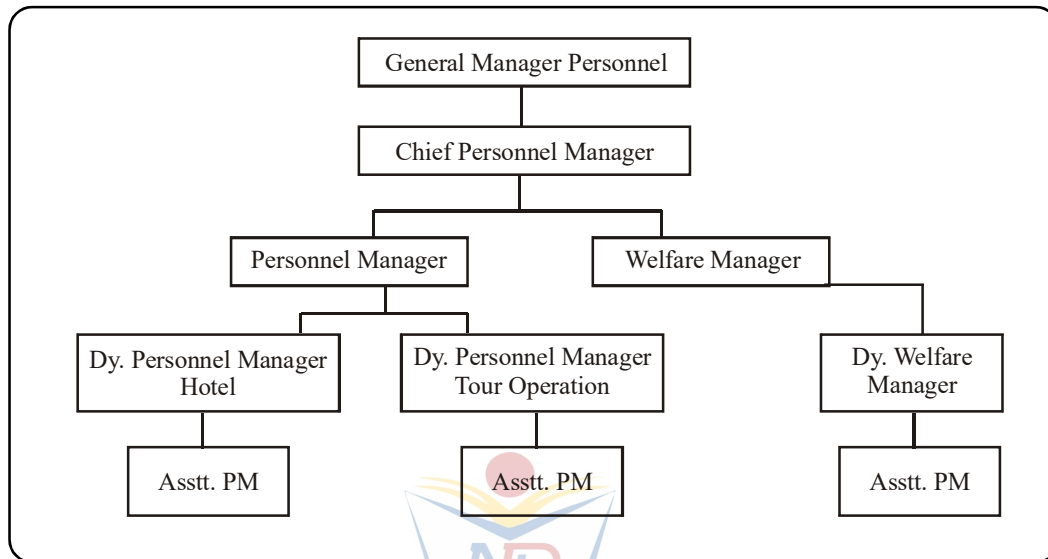 General Manager Personnel
Chief Personnel Manager
Personnel Manager
Welfare Manager
Dy. Personnel Manager
Hotel
Dy. Personnel Manager
Tour Operation
Dy. Welfare
Manager
Asstt. PM
Asstt. PM
Asstt. PM